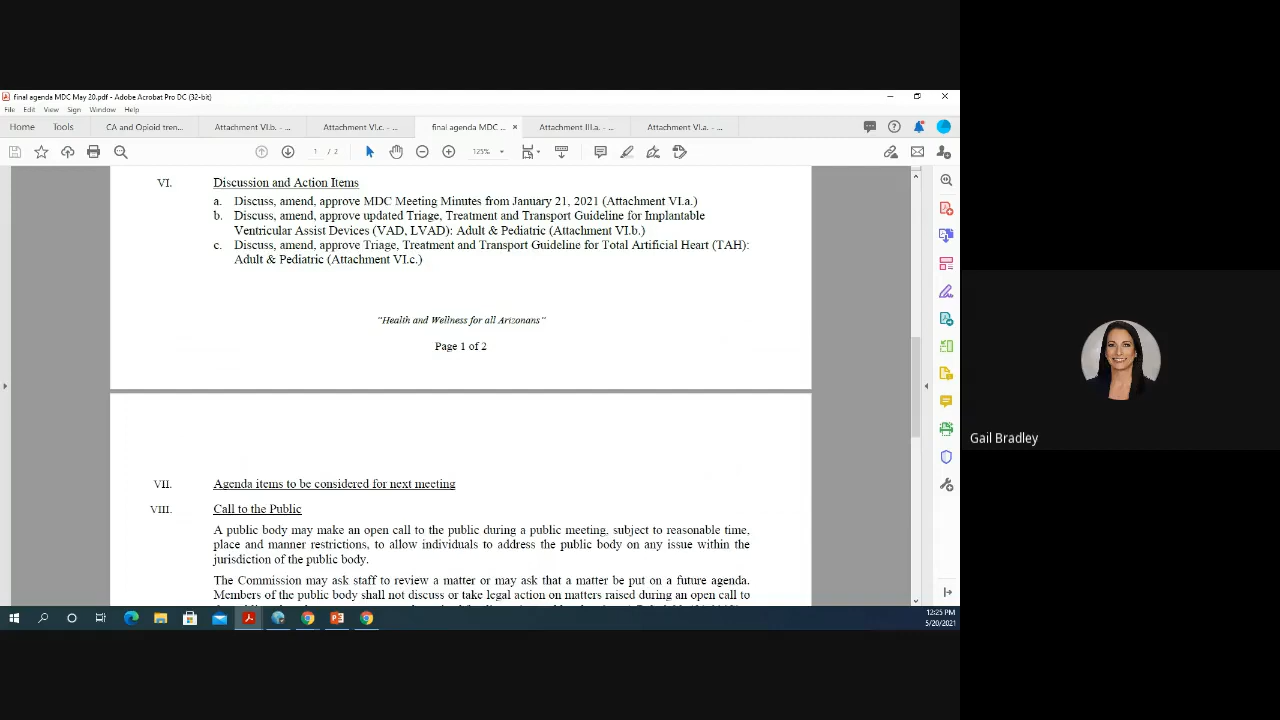 final agenda MDC May 20.pdf - Adobe Acrobat Pro DC (32-bit)
File Edit View Sign Window Help
Home Tools CA and Opioid tren... Attachment VI.b. - ... Attachment VI.c. - ... final agenda MDC ... × Attachment III.a. - ... Attachment VI.a. - ...
1 / 2 125%
VI. Discussion and Action Items
a. Discuss, amend, approve MDC Meeting Minutes from January 21, 2021 (Attachment VI.a.)
b. Discuss, amend, approve updated Triage, Treatment and Transport Guideline for Implantable
Ventricular Assist Devices (VAD, LVAD): Adult & Pediatric (Attachment VI.b.)
c. Discuss, amend, approve Triage, Treatment and Transport Guideline for Total Artificial Heart (TAH):
Adult & Pediatric (Attachment VI.c.)
"Health and Wellness for all Arizonans"
Page 1 of 2
VII. Agenda items to be considered for next meeting
VIII. Call to the Public
A public body may make an open call to the public during a public meeting, subject to reasonable time,
place and manner restrictions, to allow individuals to address the public body on any issue within the
jurisdiction of the public body.
The Commission may ask staff to review a matter or may ask that a matter be put on a future agenda.
Members of the public body shall not discuss or take legal action on matters raised during an open call to
12:25 PM
5/20/2021
Gail Bradley